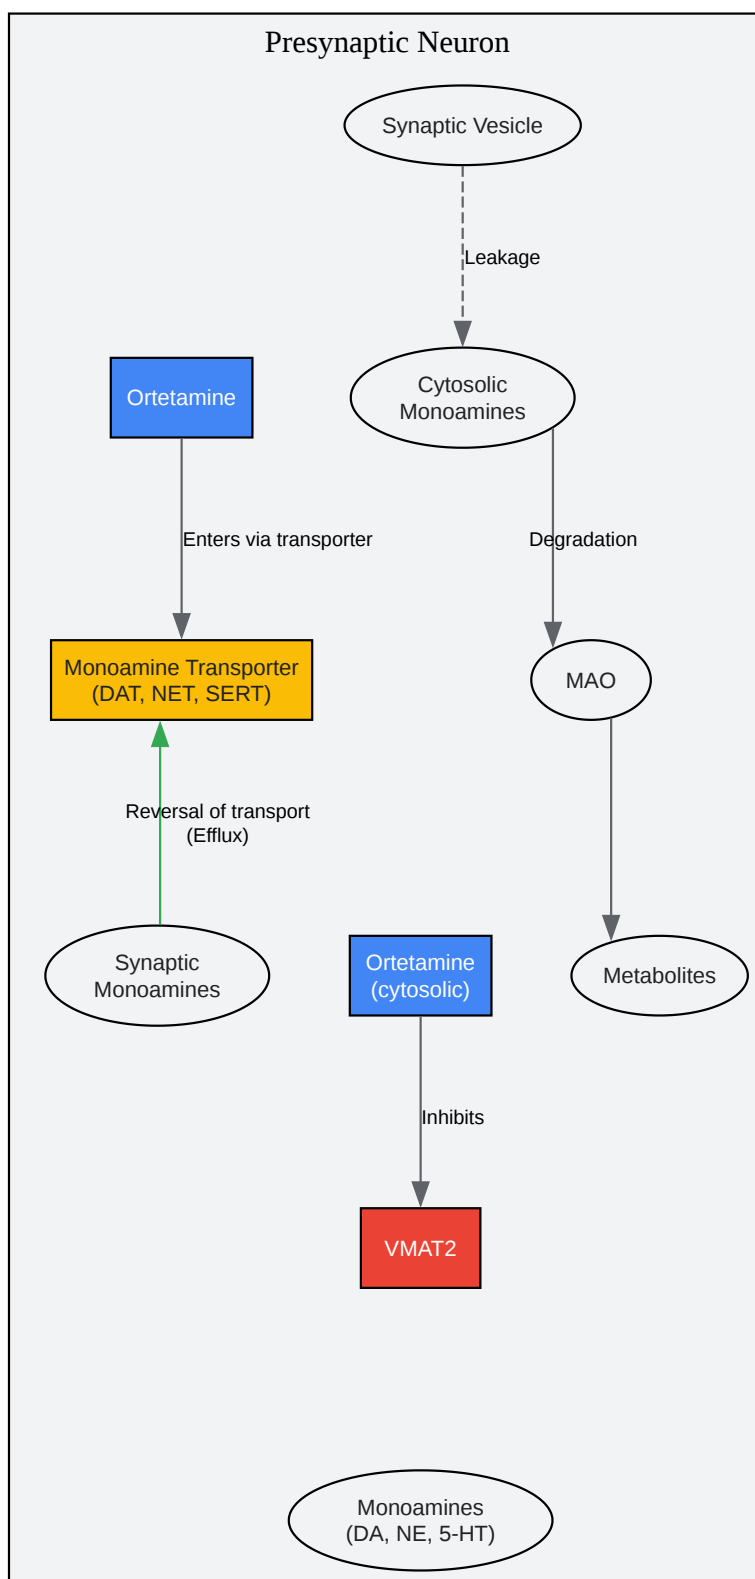 Presynaptic Neuron
Synaptic Vesicle
Leakage
Ortetamine
Cytosolic
Monoamines
Enters via transporter
Degradation
Monoamine Transporter
(DAT, NET, SERT)
MAO
Reversal of transport
(Efflux)
Synaptic
Monoamines
Ortetamine
(cytosolic)
Metabolites
Inhibits
VMAT2
Monoamines
(DA, NE, 5-HT)